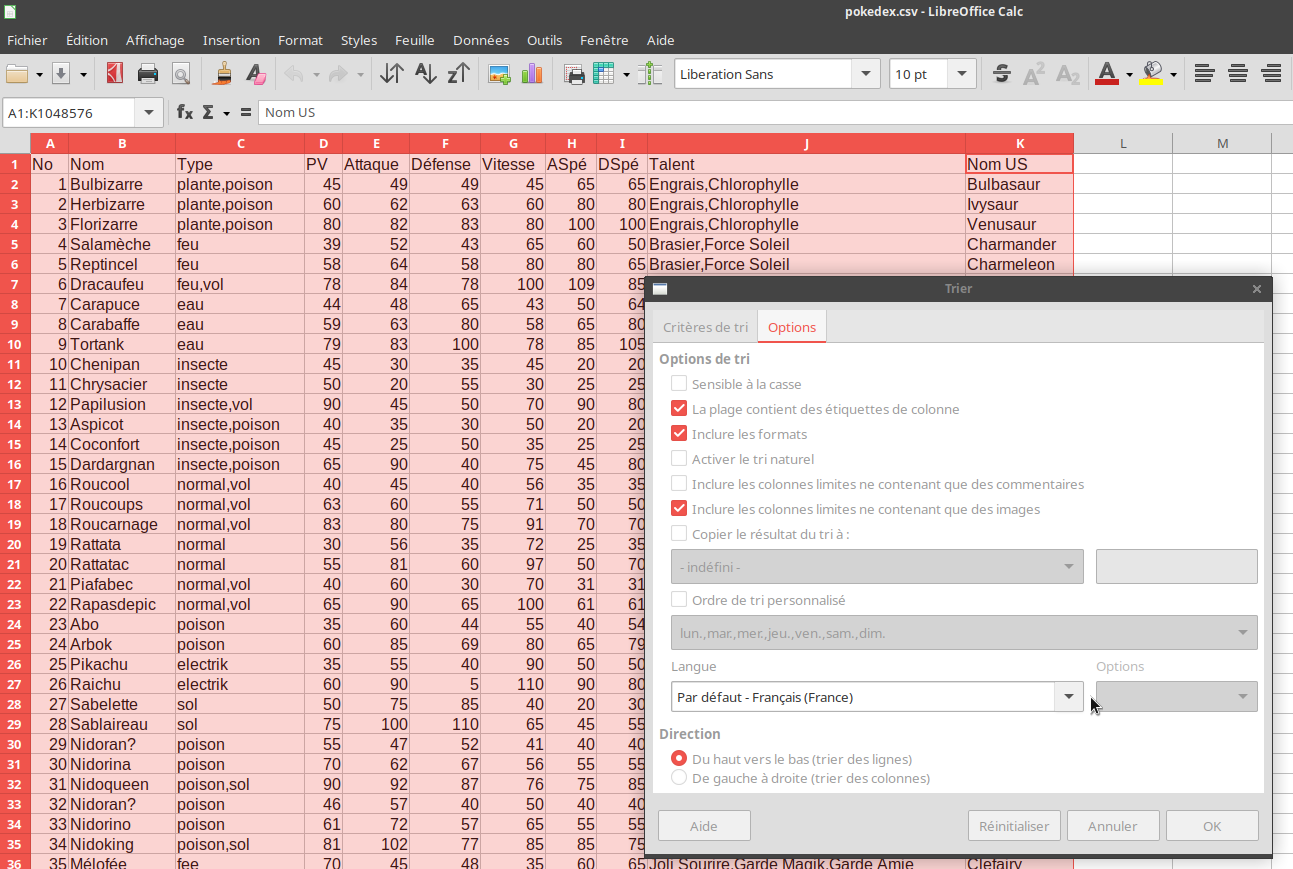 pokedex.csv - LibreOffice Calc
Fichier Édition Affichage Insertion Format Styles Feuille Données Outils Fenêtre Aide
Liberation Sans 10 pt
A1:K1048576 Nom US
A B C D E F G H I J K L M
1 No Nom Type PV Attaque Défense Vitesse ASpé DSpé Talent Nom US
2 1 Bulbizarre plante,poison 45 49 49 45 65 65 Engrais,Chlorophylle Bulbasaur
3 2 Herbizarre plante,poison 60 62 63 60 80 80 Engrais,Chlorophylle Ivysaur
4 3 Florizarre plante,poison 80 82 83 80 100 100 Engrais,Chlorophylle Venusaur
5 4 Salamèche feu 39 52 43 65 60 50 Brasier,Force Soleil Charmander
6 5 Reptincel feu 58 64 58 80 80 65 Brasier,Force Soleil Charmeleon
7 6 Dracaufeu feu,vol 78 84 78 100 109 85
8 7 Carapuce eau 44 48 65 43 50 64
9 8 Carabaffe eau 59 63 80 58 65 80
10 9 Tortank eau 79 83 100 78 85 105
11 10 Chenipan insecte 45 30 35 45 20 20
12 11 Chrysacier insecte 50 20 55 30 25 25
13 12 Papilusion insecte,vol 90 45 50 70 90 80
14 13 Aspicot insecte,poison 40 35 30 50 20 20
15 14 Coconfort insecte,poison 45 25 50 35 25 25
16 15 Dardargnan insecte,poison 65 90 40 75 45 80
17 16 Roucool normal,vol 40 45 40 56 35 35
18 17 Roucoups normal,vol 63 60 55 71 50 50
19 18 Roucarnage normal,vol 83 80 75 91 70 70
20 19 Rattata normal 30 56 35 72 25 35
21 20 Rattatac normal 55 81 60 97 50 70
22 21 Piafabec normal,vol 40 60 30 70 31 31
23 22 Rapasdepic normal,vol 65 90 65 100 61 61
24 23 Abo poison 35 60 44 55 40 54
25 24 Arbok poison 60 85 69 80 65 79
26 25 Pikachu electrik 35 55 40 90 50 50
27 26 Raichu electrik 60 90 5 110 90 80
28 27 Sabelette sol 50 75 85 40 20 30
29 28 Sablaireau sol 75 100 110 65 45 55
30 29 Nidoran? poison 55 47 52 41 40 40
31 30 Nidorina poison 70 62 67 56 55 55
32 31 Nidoqueen poison,sol 90 92 87 76 75 85
33 32 Nidoran? poison 46 57 40 50 40 40
34 33 Nidorino poison 61 72 57 65 55 55
35 34 Nidoking poison,sol 81 102 77 85 85 75
36 35 Mélofée fee 70 45 48 35 60 65 Joli Sourire,Garde Magik,Garde Amie Clefairy
Trier
Critères de tri Options
Options de tri
Sensible à la casse
La plage contient des étiquettes de colonne
Inclure les formats
Activer le tri naturel
Inclure les colonnes limites ne contenant que des commentaires
Inclure les colonnes limites ne contenant que des images
Copier le résultat du tri à :
- indéfini -
Ordre de tri personnalisé
lun.,mar.,mer.,jeu.,ven.,sam.,dim.
Langue Options
Par défaut - Français (France)
Direction
Du haut vers le bas (trier des lignes)
De gauche à droite (trier des colonnes)
Aide Réinitialiser Annuler OK